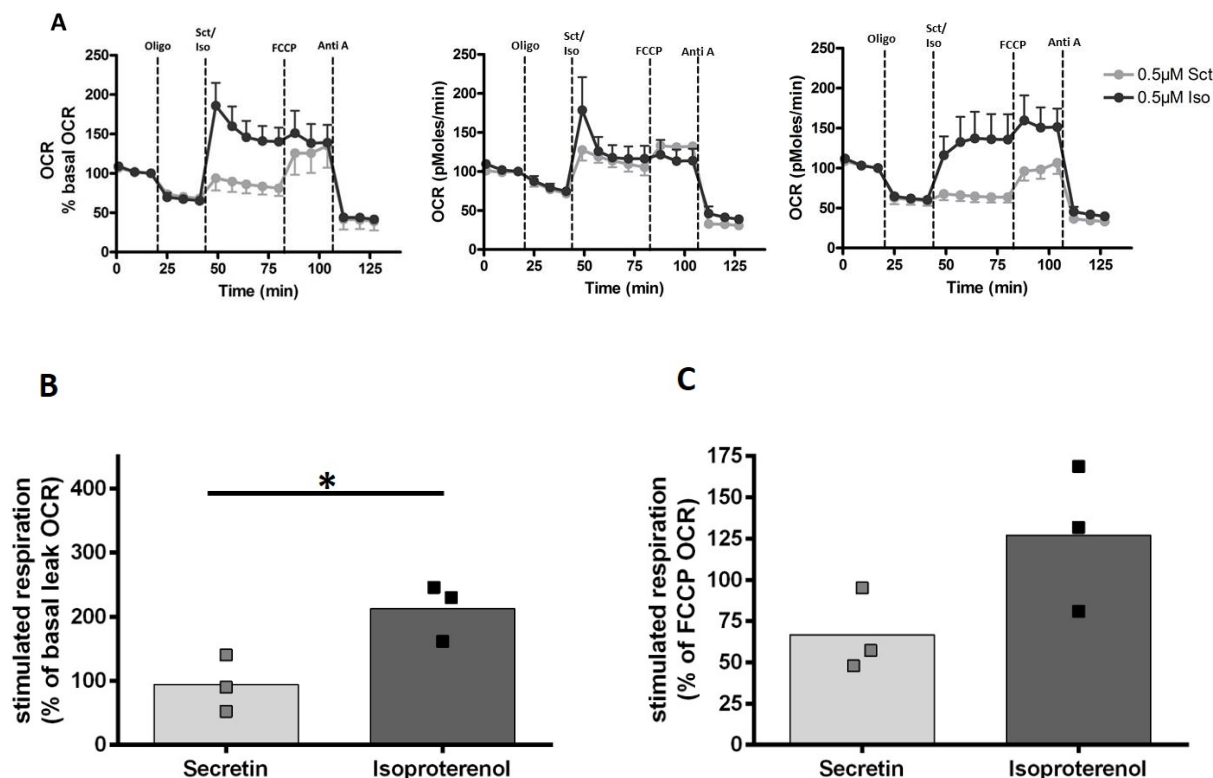 A
Oligo
Sct/
Iso
FCCP
Anti A
OCR
% basal OCR
250
200
150
100
50
0
0 25 50 75 100 125
Time (min)
Oligo
Sct/
Iso
FCCP
Anti A
OCR (pMoles/min)
250
200
150
100
50
0
0 25 50 75 100 125
Time (min)
Oligo
Sct/
Iso
FCCP
Anti A
OCR (pMoles/min)
250
200
150
100
50
0
0 25 50 75 100 125
Time (min)
0.5µM Sct
0.5µM Iso
B
stimulated respiration
(% of basal leak OCR)
400
300
200
100
0
*
Secretin Isoproterenol
C
stimulated respiration
(% of FCCP OCR)
175
150
125
100
75
50
25
0
Secretin Isoproterenol